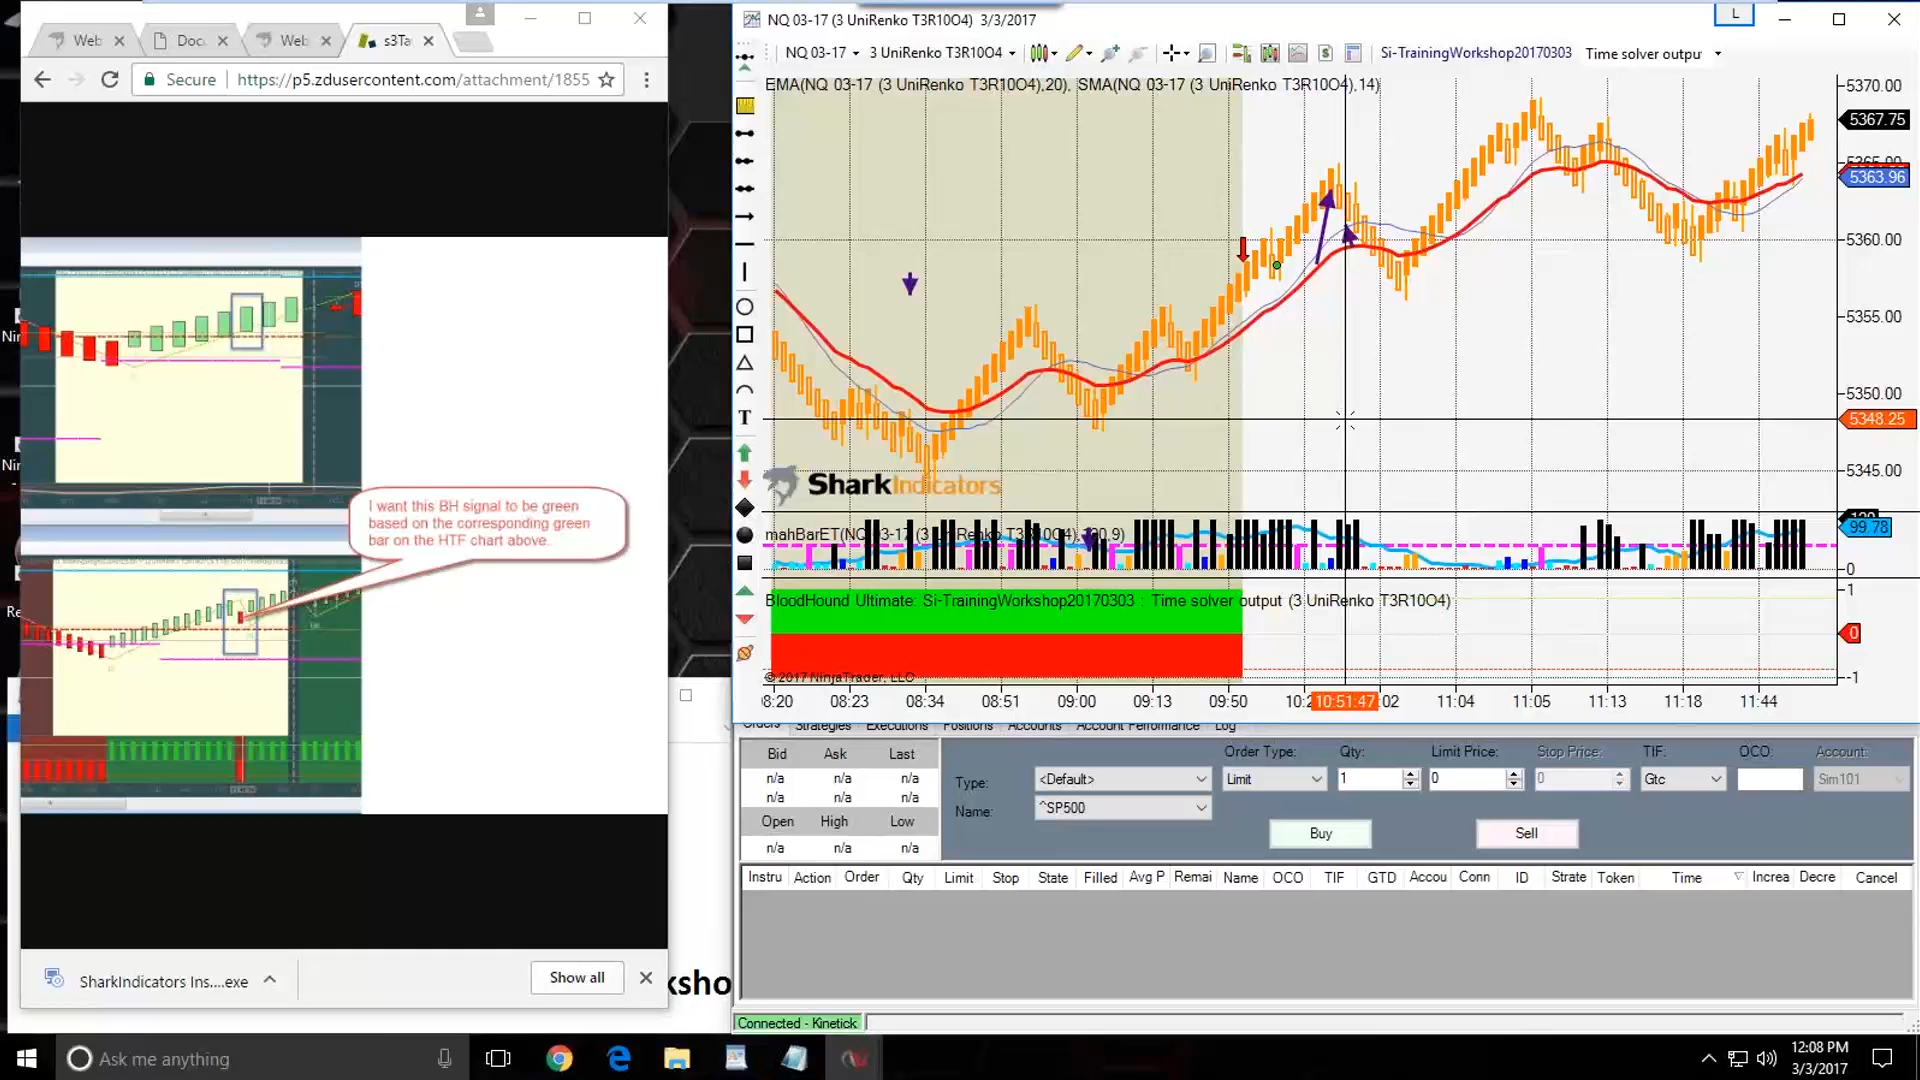 Web
Doc
Web
s3Ta
Secure
https://p5.zdusercontent.com/attachment/1855
I want this BH signal to be green
based on the corresponding green
bar on the HTF chart above.
SharkIndicators Ins....exe
Show all
ksho
NQ 03-17 (3 UniRenko T3R10O4) 3/3/2017
L
NQ 03-17
3 UniRenko T3R10O4
Si-TrainingWorkshop20170303
Time solver outpu
EMA(NQ 03-17 (3 UniRenko T3R10O4),20), SMA(NQ 03-17 (3 UniRenko T3R10O4),14)
T
5370.00
5367.75
5365.00
5363.96
5360.00
5355.00
5350.00
5348.25
5345.00
SharkIndicators
99.78
0
BloodHound Ultimate: Si-TrainingWorkshop20170303 : Time solver output (3 UniRenko T3R10O4)
1
0
-1
© 2017 NinjaTrader, LLC
8:20 08:23 08:34 08:51 09:00 09:13 09:50 10:51:47 :02 11:04 11:05 11:13 11:18 11:44
Orders Strategies Executions Positions Accounts Account Performance Log
Bid Ask Last
n/a n/a n/a
n/a n/a n/a
Open High Low
n/a n/a n/a
Order Type: Qty: Limit Price: Stop Price: TIF: OCO: Account:
Type: <Default> Limit 1 0 0 Gtc Sim101
Name: ^SP500
Buy Sell
Instru Action Order Qty Limit Stop State Filled Avg P Remai Name OCO TIF GTD Accou Conn ID Strate Token Time Increa Decre Cancel
Connected - Kinetick
Ask me anything
12:08 PM
3/3/2017